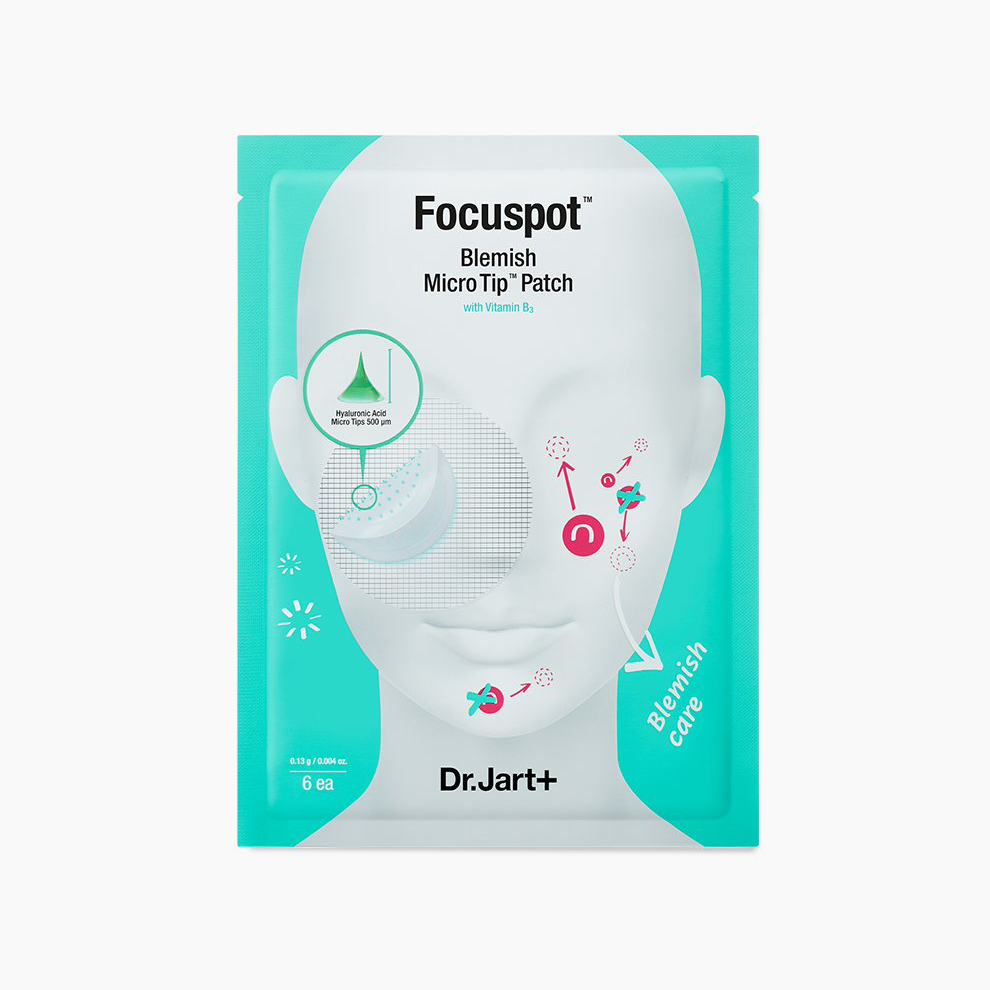 Focuspot™
Blemish
Micro Tip™ Patch
with Vitamin B₃
Hyaluronic Acid
Micro Tips 500 μm
Blemish
care
0.13 g / 0.004 oz.
6 ea
Dr.Jart+